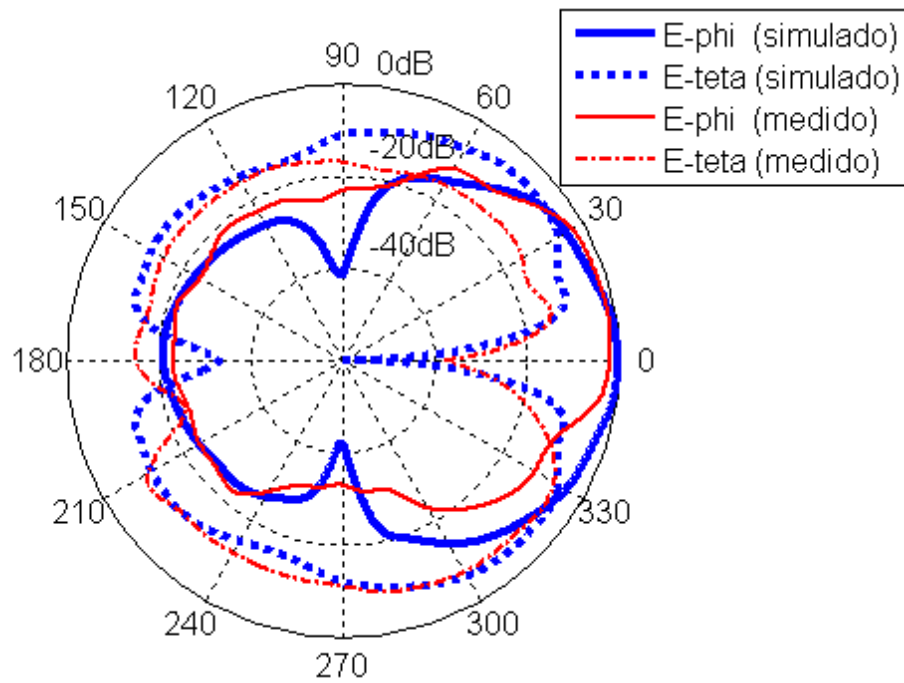 E-phi (simulado)
E-teta (simulado)
E-phi (medido)
E-teta (medido)
90
0dB
120
60
-20dB
150
30
-40dB
180
0
210
330
240
300
270